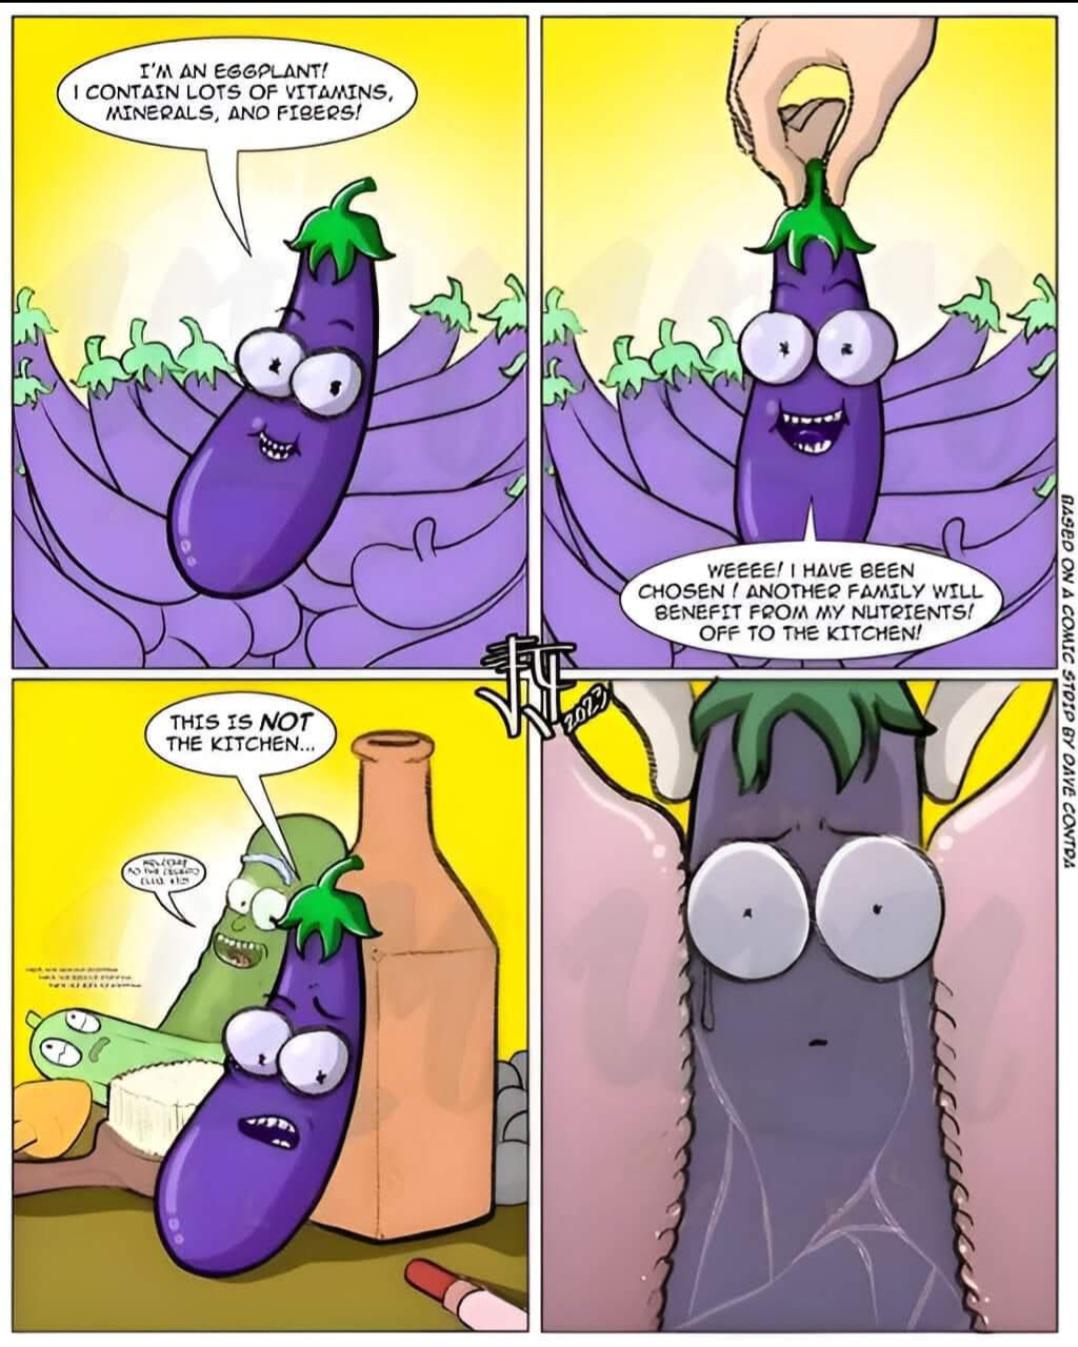 I'M AN EGGPLANT!
I CONTAIN LOTS OF VITAMINS,
MINERALS, AND FIBERS!
WEEEE! I HAVE BEEN
CHOSEN! ANOTHER FAMILY WILL
BENEFIT FROM MY NUTRIENTS!
OFF TO THE KITCHEN!
THIS IS NOT
THE KITCHEN...
2023
BASED ON A COMIC STRIP BY DAVE CONTRA